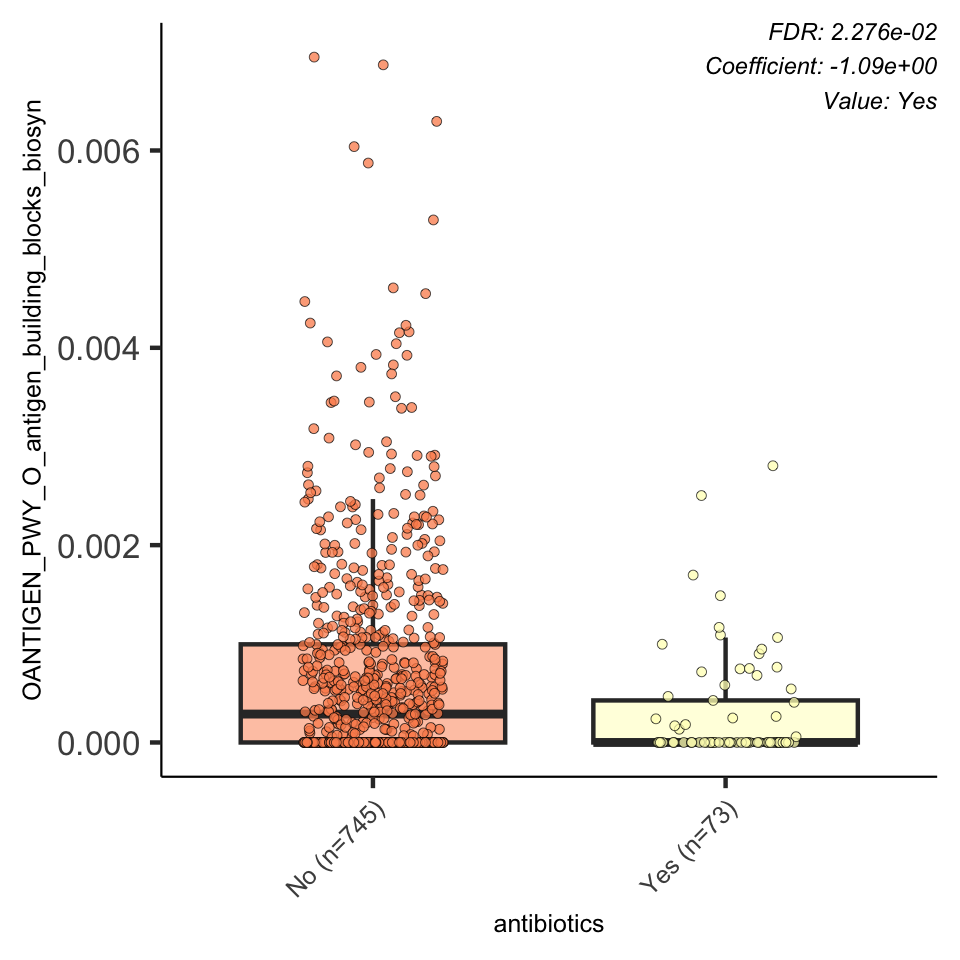 FDR: 2.276e-02
Coefficient: -1.09e+00
Value: Yes
OANTIGEN_PWY_O_antigen_building_blocks_biosyn
0.006
0.004
0.002
0.000
No (n=745)
Yes (n=73)
antibiotics